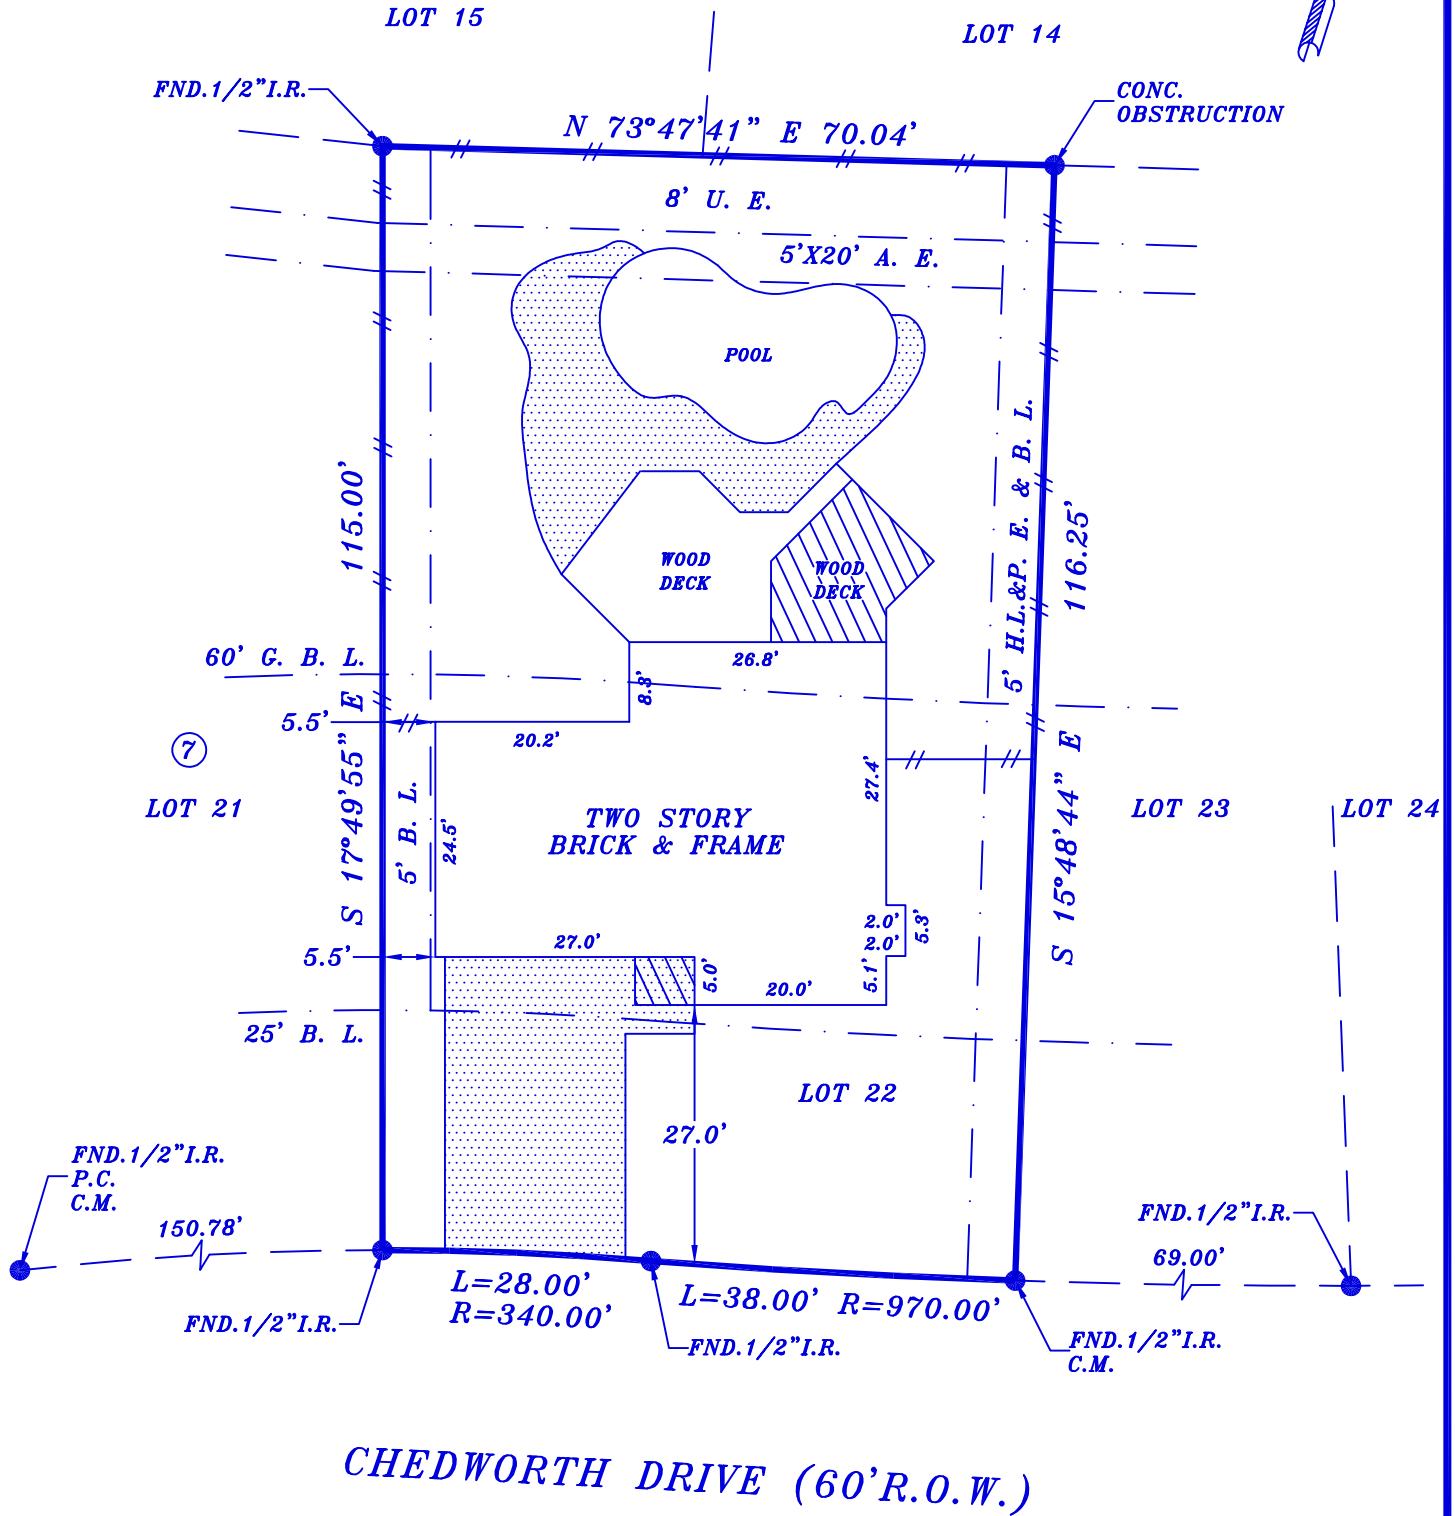 LOT 15
LOT 14
FND.1/2"I.R.
CONC.
OBSTRUCTION
N 73°47'41" E 70.04'
8' U. E.
5'X20' A. E.
POOL
115.00'
S 17°49'55" E
116.25'
S 15°48'44" E
5' H.L.&P. E. & B. L.
WOOD
DECK
WOOD
DECK
60' G. B. L.
26.8'
8.3'
5.5'
20.2'
7
27.4'
LOT 21
5' B. L.
24.5'
TWO STORY
BRICK & FRAME
LOT 23
LOT 24
2.0'
2.0'
5.3'
27.0'
5.5'
5.0'
5.1'
20.0'
25' B. L.
LOT 22
27.0'
FND.1/2"I.R.
P.C.
C.M.
150.78'
FND.1/2"I.R.
69.00'
L=28.00'
R=340.00'
L=38.00' R=970.00'
FND.1/2"I.R.
FND.1/2"I.R.
FND.1/2"I.R.
C.M.
CHEDWORTH DRIVE (60'R.O.W.)